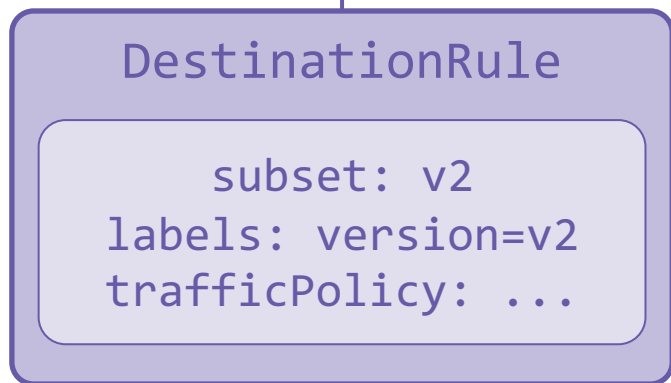 DestinationRule
subset: v2
labels: version=v2
trafficPolicy: ...